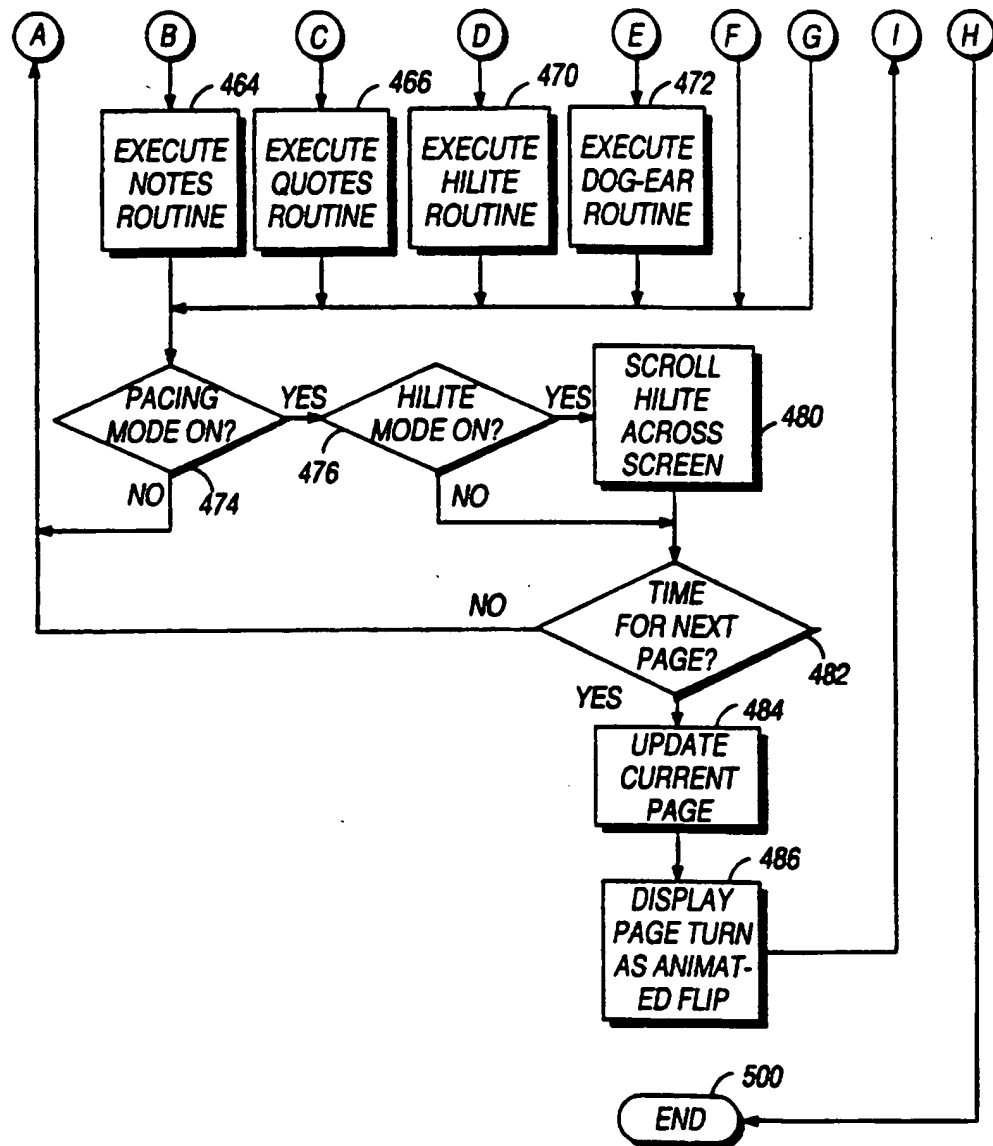 A B C D E F G I H
464 466 470 472
EXECUTE
NOTES
ROUTINE
EXECUTE
QUOTES
ROUTINE
EXECUTE
HILITE
ROUTINE
EXECUTE
DOG-EAR
ROUTINE
PACING
MODE ON?
474
YES
NO
HILITE
MODE ON?
476
YES
NO
SCROLL
HILITE
ACROSS
SCREEN
480
TIME
FOR NEXT
PAGE?
482
NO
YES
484
UPDATE
CURRENT
PAGE
486
DISPLAY
PAGE TURN
AS ANIMAT-
ED FLIP
500
END